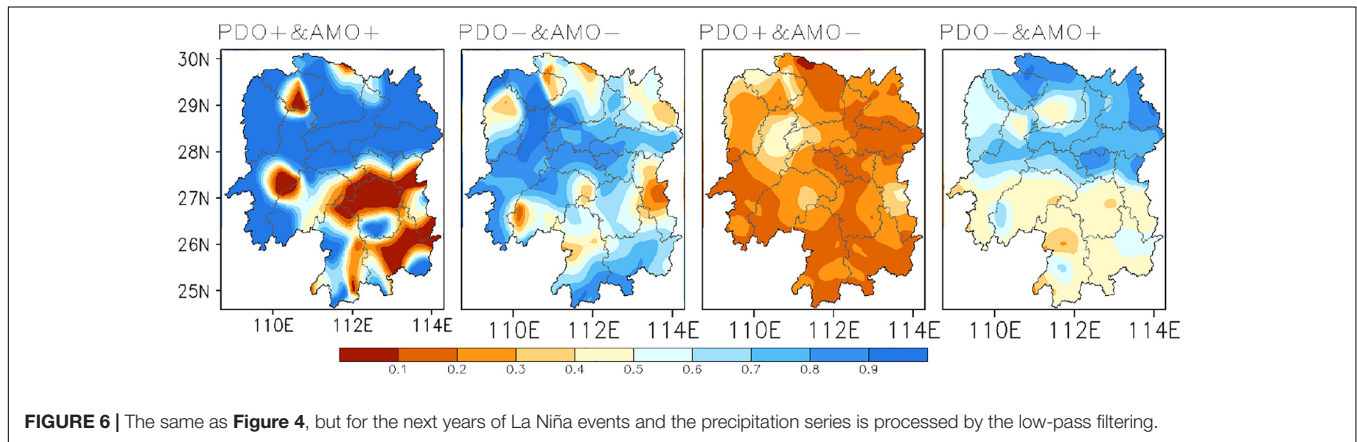 PDO+&AMO+ PDO-&AMO- PDO+&AMO- PDO-&AMO+
30N
29N
28N
27N
26N
25N
110E 112E 114E 110E 112E 114E 110E 112E 114E 110E 112E 114E
0.1 0.2 0.3 0.4 0.5 0.6 0.7 0.8 0.9
FIGURE 6 | The same as Figure 4, but for the next years of La Niña events and the precipitation series is processed by the low-pass filtering.